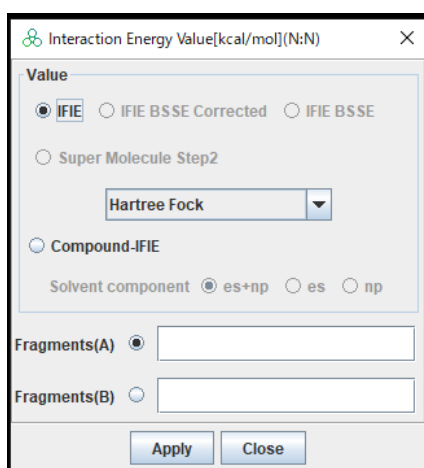 Interaction Energy Value[kcal/mol](N:N)
Value
IFIE IFIE BSSE Corrected IFIE BSSE
Super Molecule Step2
Hartree Fock
Compound-IFIE
Solvent component es+np es np
Fragments(A)
Fragments(B)
Apply Close